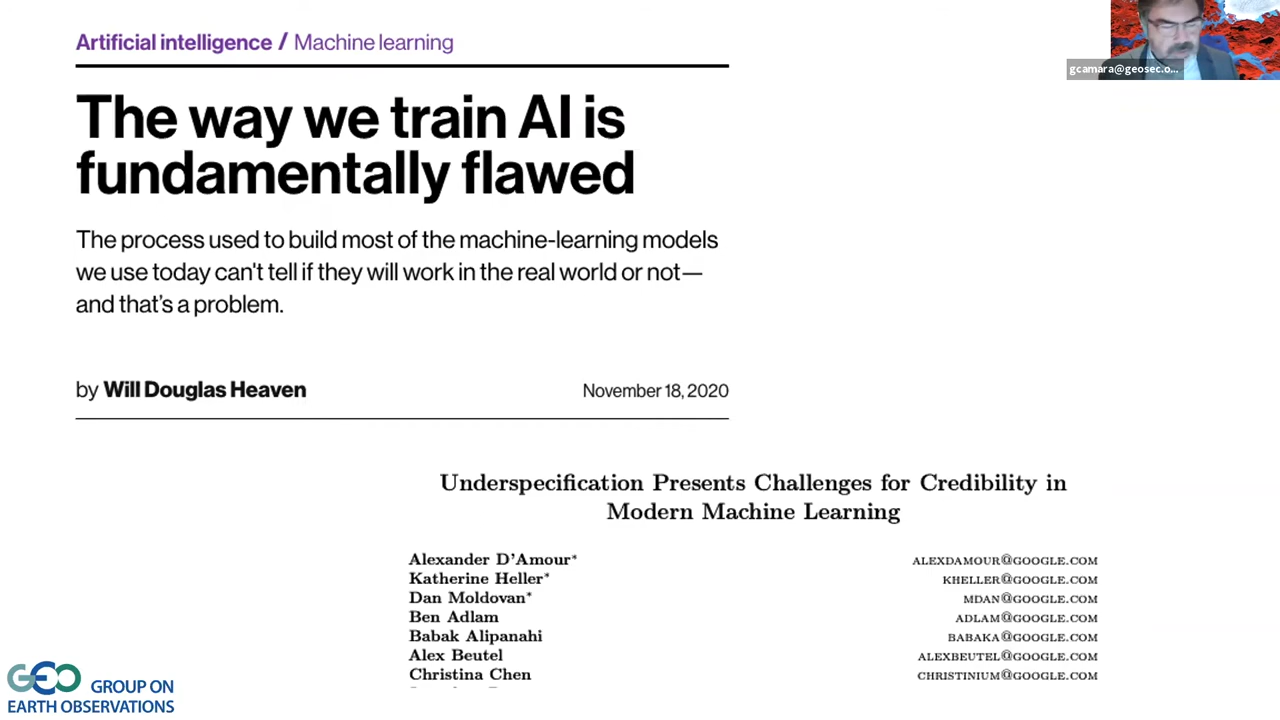 Artificial intelligence / Machine learning
gcamara@geosec.o...
The way we train AI is
fundamentally flawed
The process used to build most of the machine-learning models
we use today can't tell if they will work in the real world or not—
and that's a problem.
by Will Douglas Heaven November 18, 2020
Underspecification Presents Challenges for Credibility in
Modern Machine Learning
Alexander D'Amour* ALEXDAMOUR@GOOGLE.COM
Katherine Heller* KHELLER@GOOGLE.COM
Dan Moldovan* MDAN@GOOGLE.COM
Ben Adlam ADLAM@GOOGLE.COM
Babak Alipanahi BABAKA@GOOGLE.COM
Alex Beutel ALEXBEUTEL@GOOGLE.COM
Christina Chen CHRISTINIUM@GOOGLE.COM
GEO GROUP ON
EARTH OBSERVATIONS